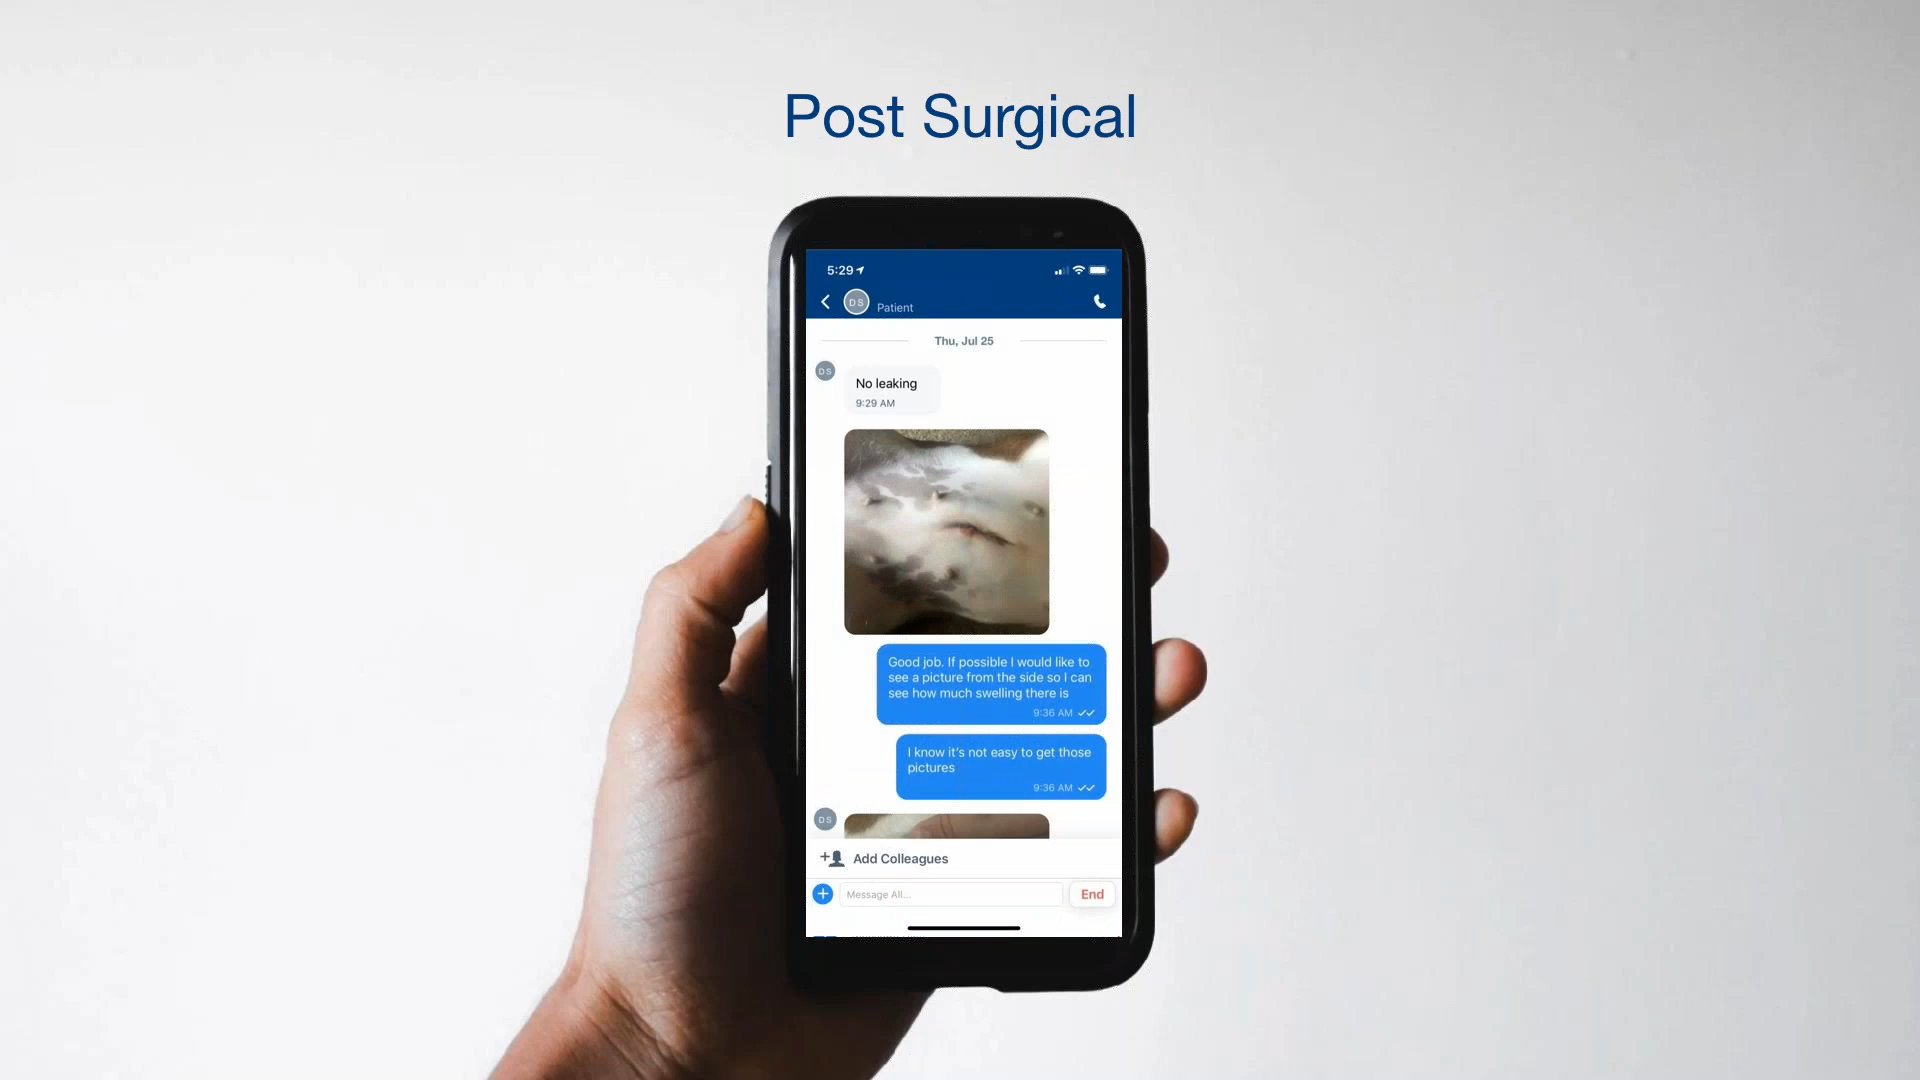 Post Surgical
5:29
DS
Patient
Thu, Jul 25
DS
No leaking
9:29 AM
Good job. If possible I would like to
see a picture from the side so I can
see how much swelling there is
9:36 AM
I know it's not easy to get those
pictures
9:36 AM
DS
Add Colleagues
Message All...
End